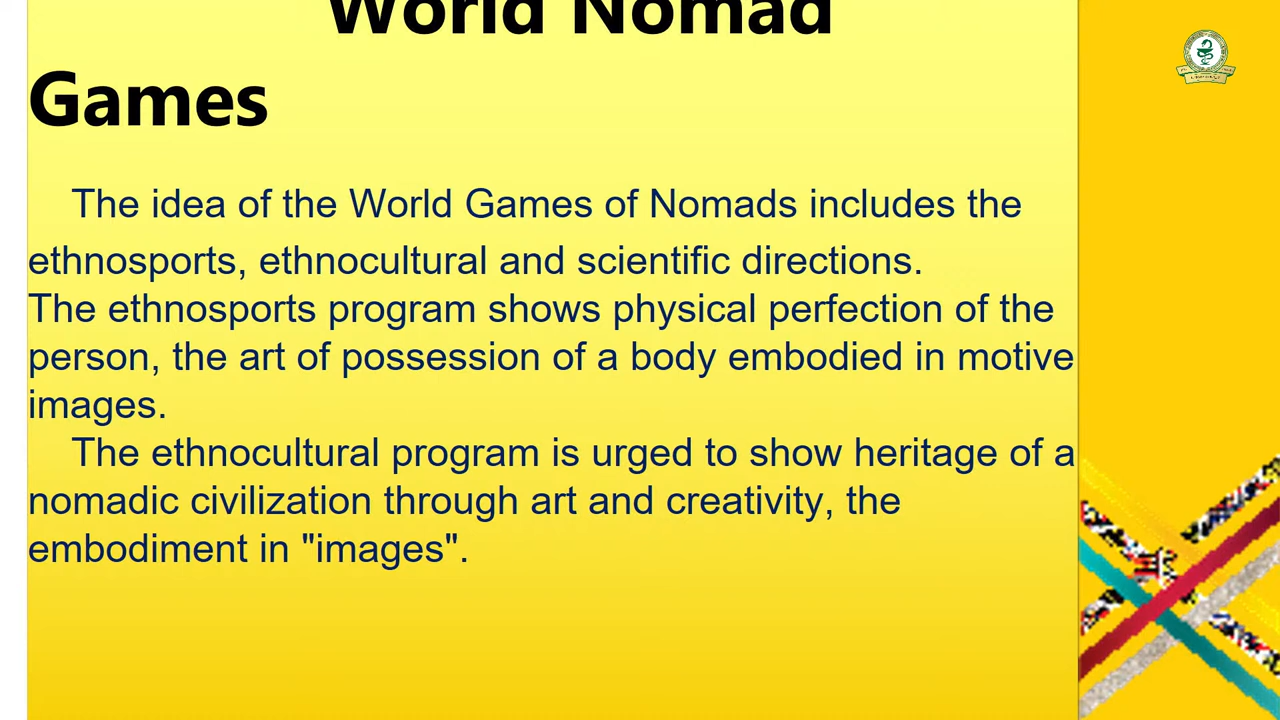 World Nomad
Games
The idea of the World Games of Nomads includes the
ethnosports, ethnocultural and scientific directions.
The ethnosports program shows physical perfection of the
person, the art of possession of a body embodied in motive
images.
The ethnocultural program is urged to show heritage of a
nomadic civilization through art and creativity, the
embodiment in "images".